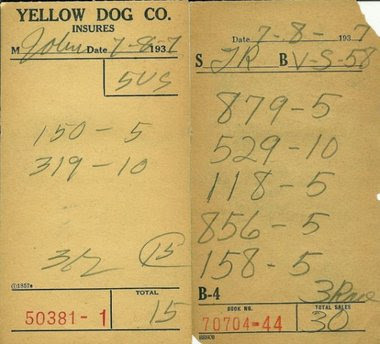 YELLOW DOG CO.
INSURES
M John Date 7-8-1937
5US
150 - 5
319 - 10
15
TOTAL
50381- 1 15
Date 7-8-1937
S JR B V-S-58
879-5
529-10
118-5
856-5
158-5
B-4
BOOK NO. TOTAL SALES
70704-44 30